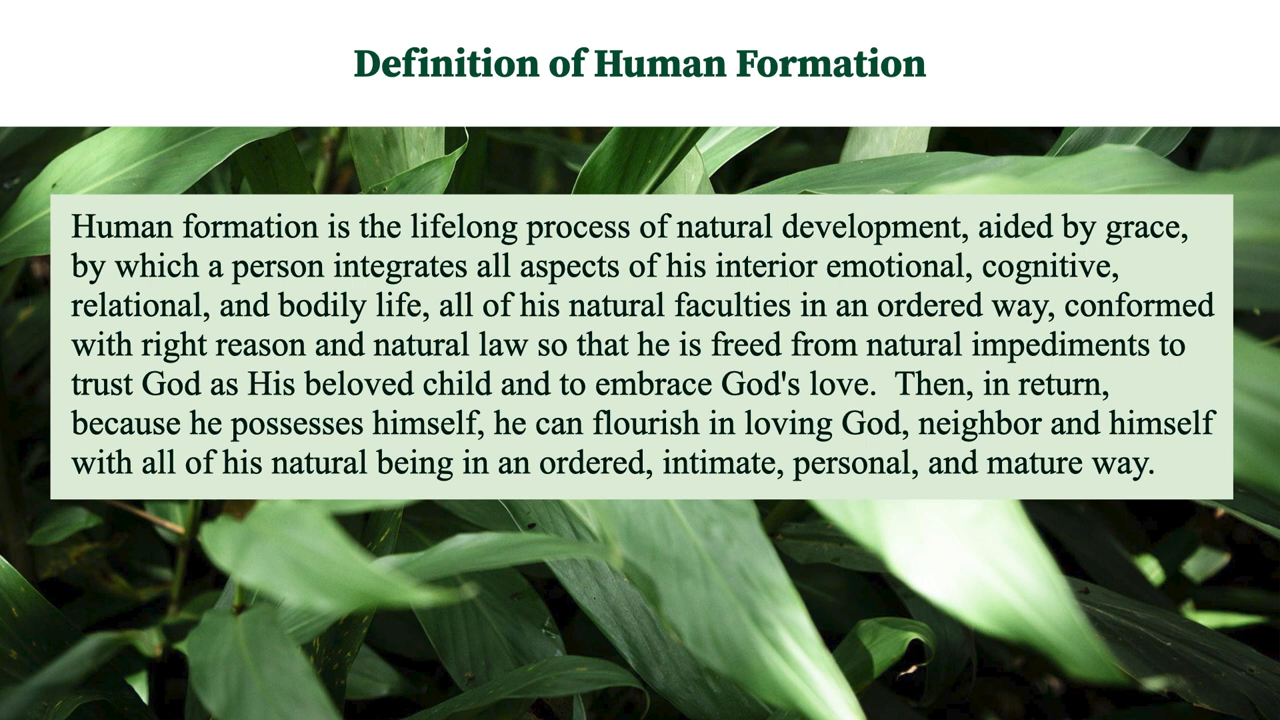 Definition of Human Formation
Human formation is the lifelong process of natural development, aided by grace,
by which a person integrates all aspects of his interior emotional, cognitive,
relational, and bodily life, all of his natural faculties in an ordered way, conformed
with right reason and natural law so that he is freed from natural impediments to
trust God as His beloved child and to embrace God's love.  Then, in return,
because he possesses himself, he can flourish in loving God, neighbor and himself
with all of his natural being in an ordered, intimate, personal, and mature way.